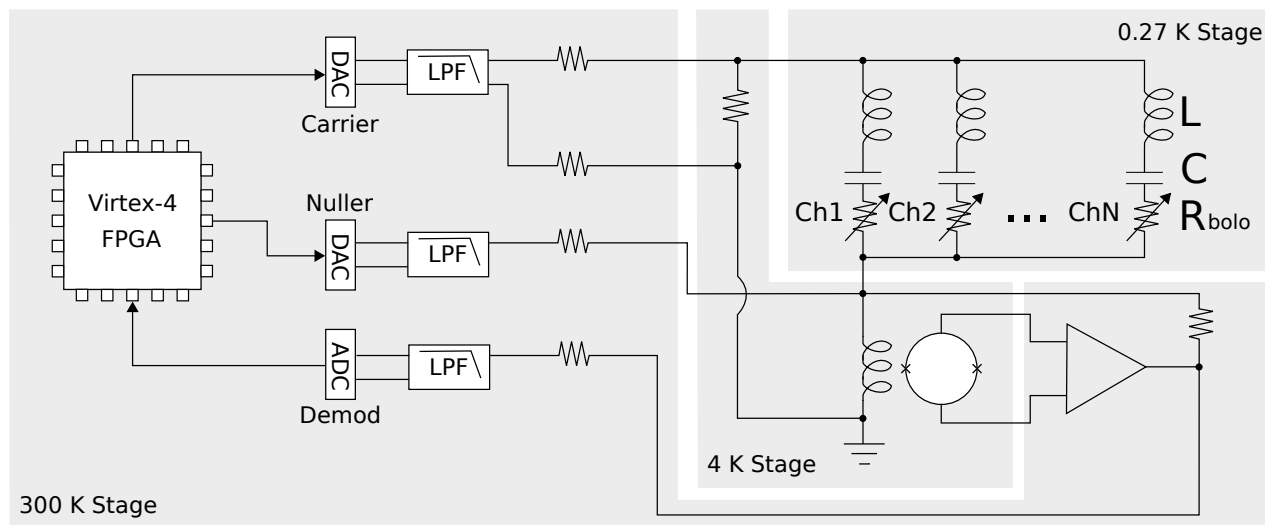 0.27 K Stage
DAC
LPF
Carrier
L
C
Virtex-4
FPGA
Nuller
Ch1
Ch2
...
ChN
Rbolo
DAC
LPF
ADC
LPF
Demod
4 K Stage
300 K Stage